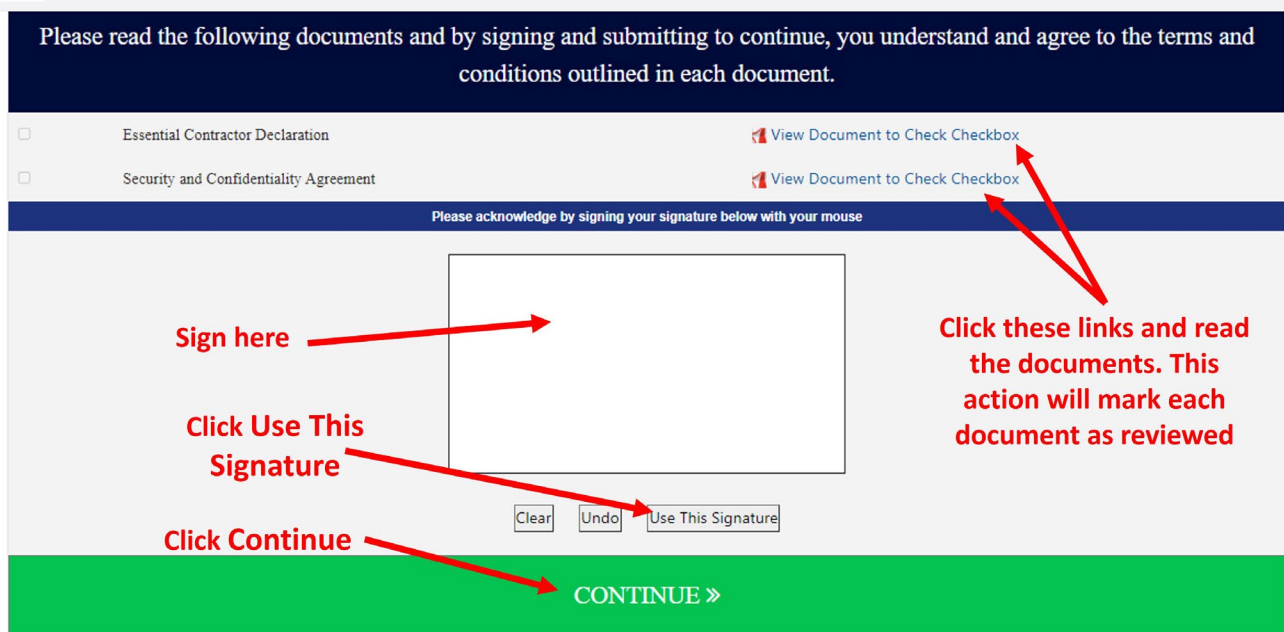 Please read the following documents and by signing and submitting to continue, you understand and agree to the terms and
conditions outlined in each document.
Essential Contractor Declaration
View Document to Check Checkbox
Security and Confidentiality Agreement
View Document to Check Checkbox
Please acknowledge by signing your signature below with your mouse
Sign here
Click these links and read
the documents. This
action will mark each
document as reviewed
Click Use This
Signature
Clear
Undo
Use This Signature
Click Continue
CONTINUE »